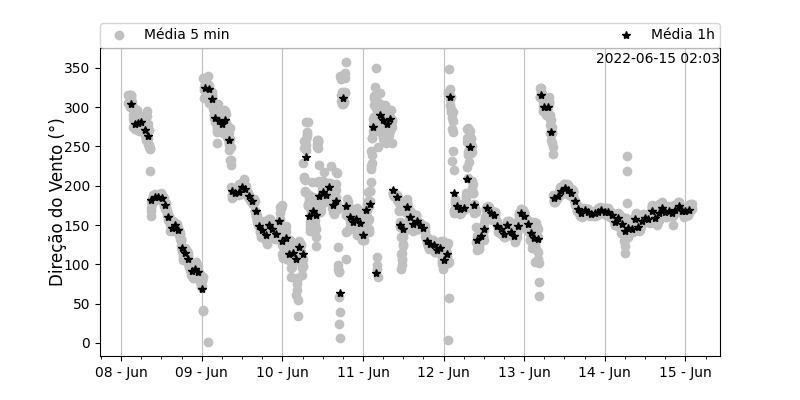 Média 5 min
Média 1h
2022-06-15 02:03
Direção do Vento (°)
350
300
250
200
150
100
50
0
08 - Jun
09 - Jun
10 - Jun
11 - Jun
12 - Jun
13 - Jun
14 - Jun
15 - Jun